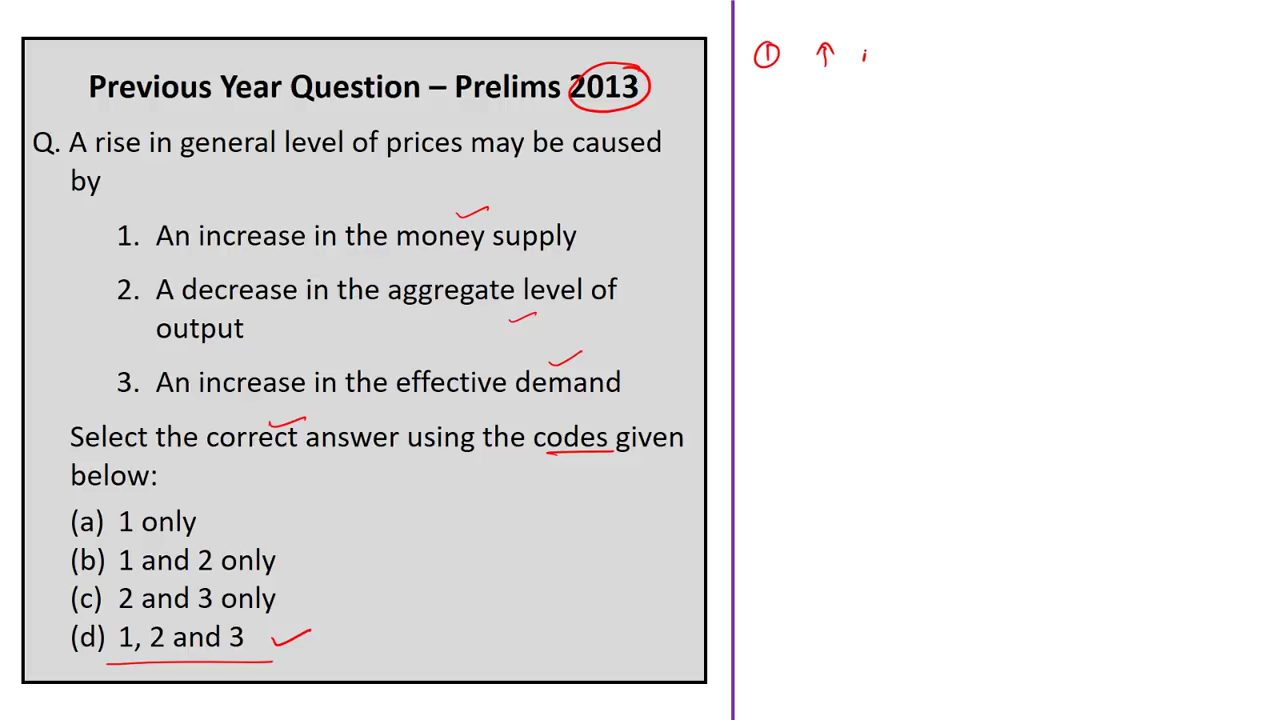 Previous Year Question – Prelims 2013
Q. A rise in general level of prices may be caused
by
1. An increase in the money supply
2. A decrease in the aggregate level of
output
3. An increase in the effective demand
Select the correct answer using the codes given
below:
(a) 1 only
(b) 1 and 2 only
(c) 2 and 3 only
(d) 1, 2 and 3
① ↑ i